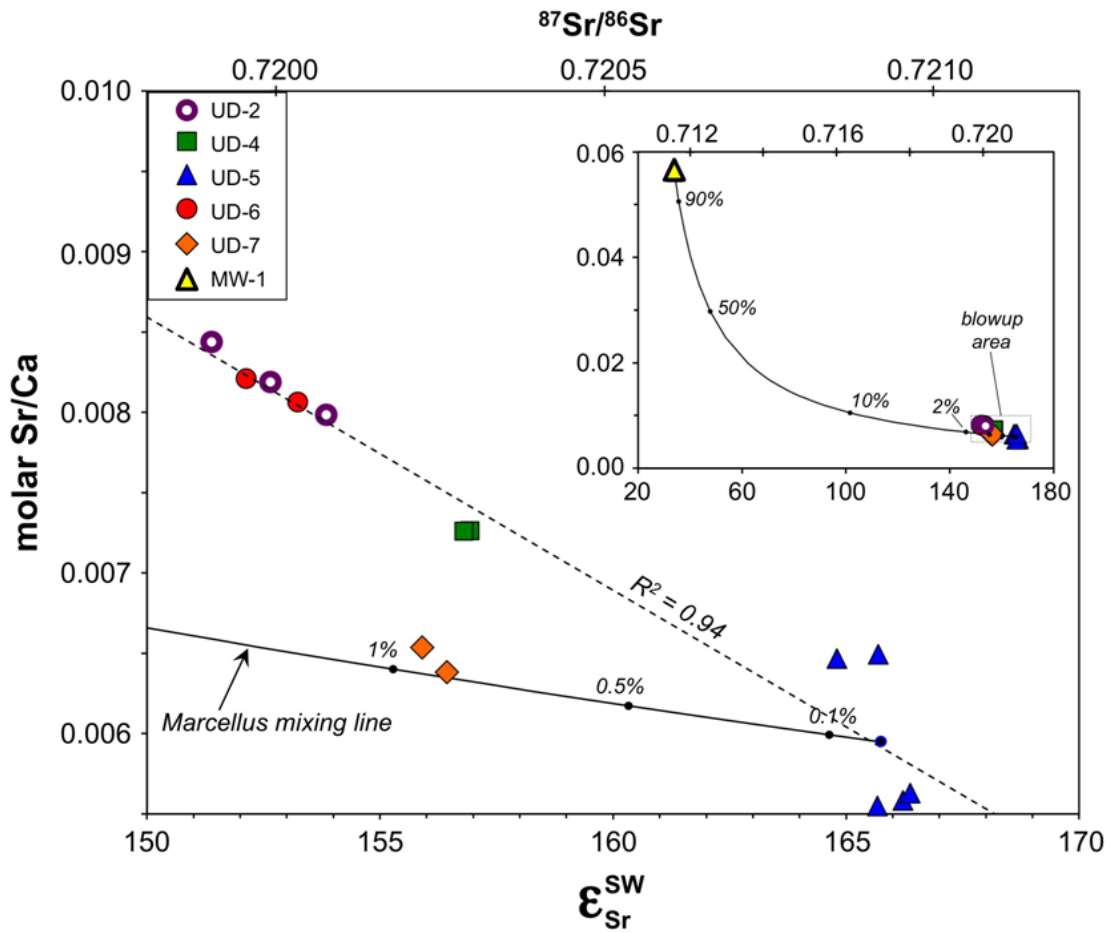 87Sr/86Sr
0.7200 0.7205 0.7210
0.010
0.009
0.008
0.007
0.006
molar Sr/Ca
UD-2
UD-4
UD-5
UD-6
UD-7
MW-1
0.712 0.716 0.720
0.06
0.04
0.02
0.00
90%
50%
10%
2%
blowup
area
20 60 100 140 180
R² = 0.94
1%
0.5%
0.1%
Marcellus mixing line
150 155 160 165 170
εSr SW